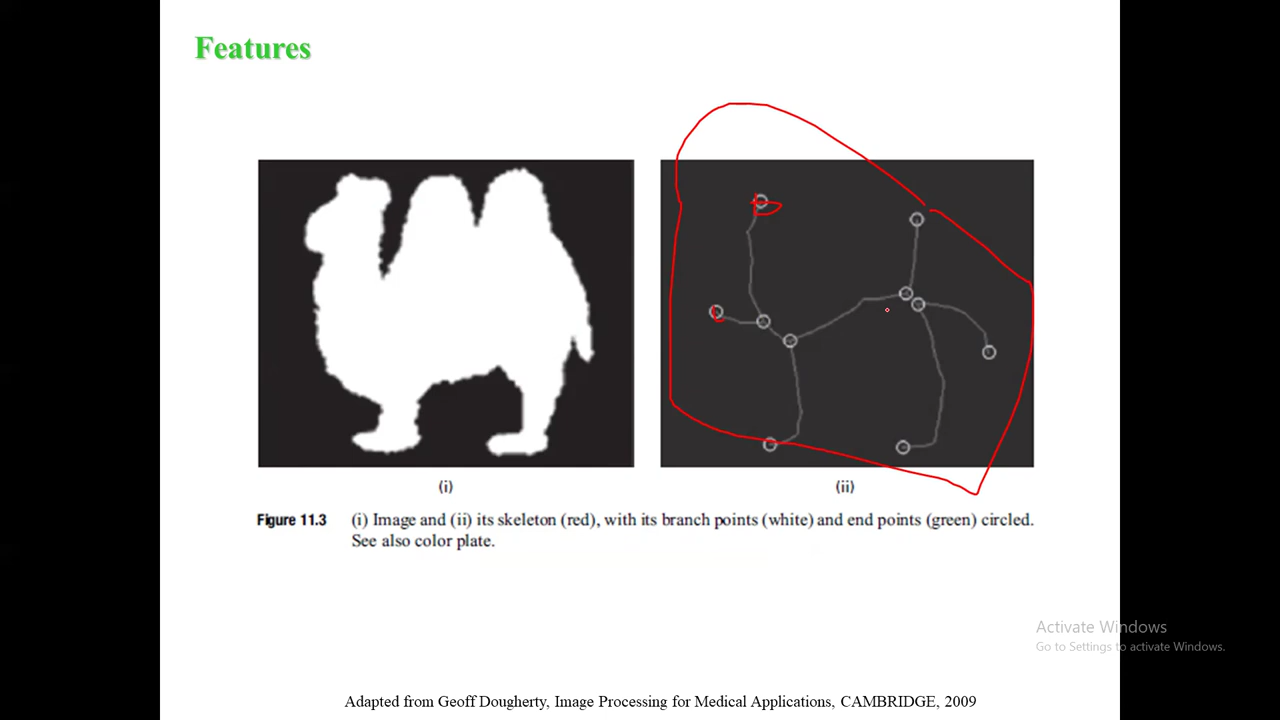 Features
(i)
(ii)
Figure 11.3 (i) Image and (ii) its skeleton (red), with its branch points (white) and end points (green) circled.
See also color plate.
Activate Windows
Go to Settings to activate Windows.
Adapted from Geoff Dougherty, Image Processing for Medical Applications, CAMBRIDGE, 2009